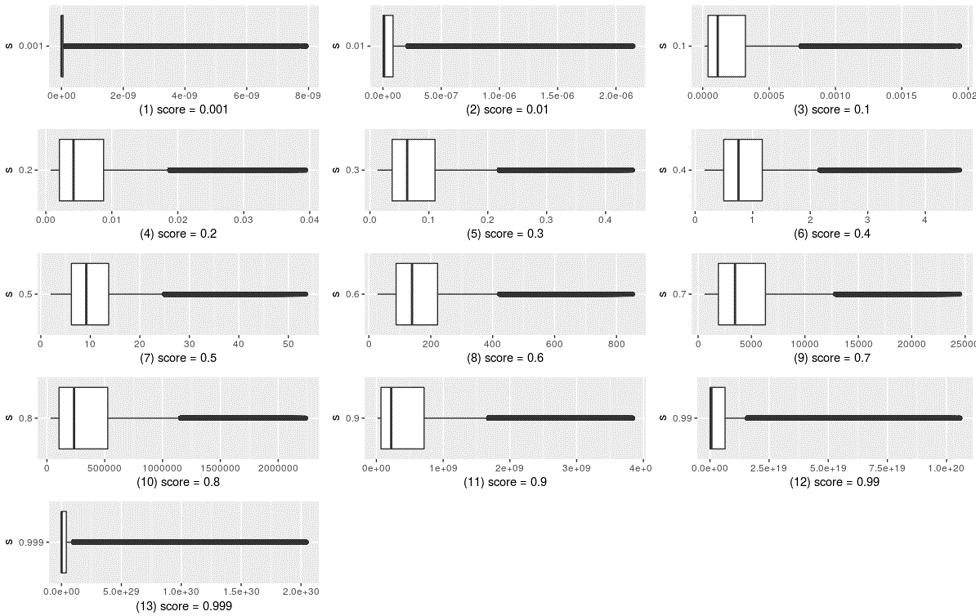 s 0.001 s 0.01 s 0.1
0e+00 2e-09 4e-09 6e-09 8e-09 0.0e+00 5.0e-07 1.0e-06 1.5e-06 2.0e-06 0.0000 0.0005 0.0010 0.0015 0.002
(1) score = 0.001 (2) score = 0.01 (3) score = 0.1
s 0.2 s 0.3 s 0.4
0.00 0.01 0.02 0.03 0.04 0.0 0.1 0.2 0.3 0.4 0 1 2 3 4
(4) score = 0.2 (5) score = 0.3 (6) score = 0.4
s 0.5 s 0.6 s 0.7
0 10 20 30 40 50 0 200 400 600 800 0 5000 10000 15000 20000 25000
(7) score = 0.5 (8) score = 0.6 (9) score = 0.7
s 0.8 s 0.9 s 0.99
0 500000 1000000 1500000 2000000 0e+00 1e+09 2e+09 3e+09 4e+0 0.0e+00 2.5e+19 5.0e+19 7.5e+19 1.0e+20
(10) score = 0.8 (11) score = 0.9 (12) score = 0.99
s 0.999
0.0e+00 5.0e+29 1.0e+30 1.5e+30 2.0e+30
(13) score = 0.999